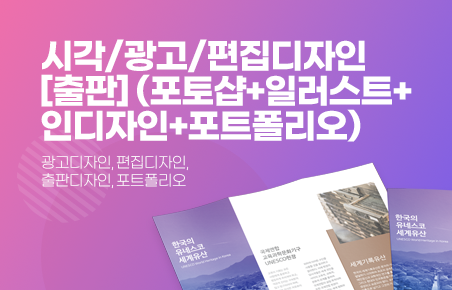 시각/광고/편집디자인
[출판] (포토샵+일러스트+
인디자인+포트폴리오)
광고디자인, 편집디자인,
출판디자인, 포트폴리오
한국의
유네스코
세계유산
국제연합
교육과학문화기구
UNESCO헌장
세계기록유산
한국의
유네스코
세계유산